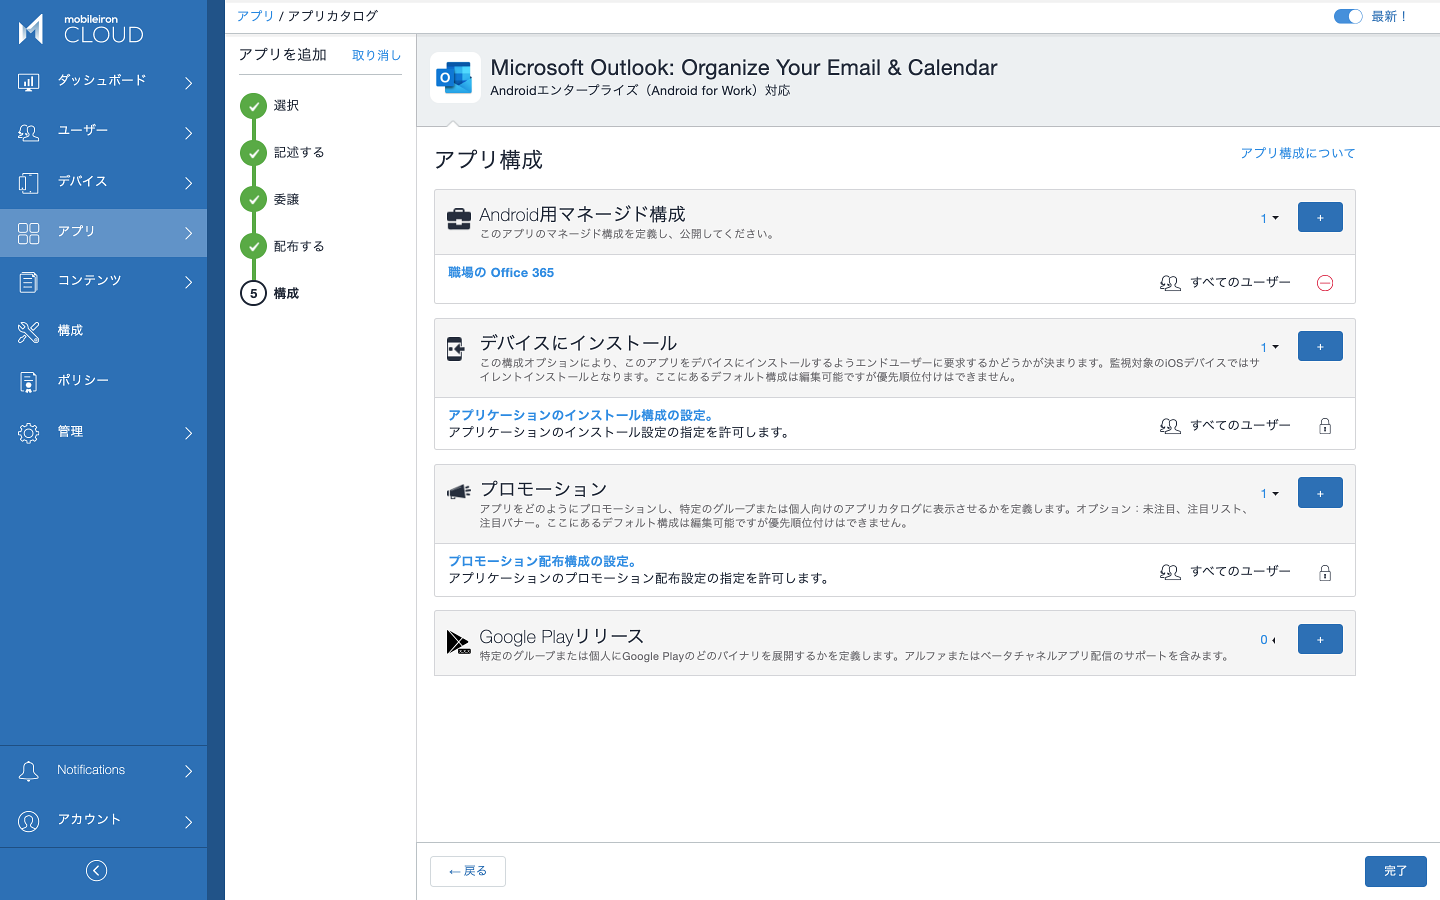 mobileiron
CLOUD
ダッシュボード
ユーザー
デバイス
アプリ
コンテンツ
構成
ポリシー
管理
Notifications
アカウント
アプリ / アプリカタログ
最新！
アプリを追加
取り消し
選択
記述する
委譲
配布する
5 構成
Microsoft Outlook: Organize Your Email & Calendar
Androidエンタープライズ（Android for Work）対応
アプリ構成
アプリ構成について
Android用マネージド構成
このアプリのマネージド構成を定義し、公開してください。
1
+
職場の Office 365
すべてのユーザー
デバイスにインストール
この構成オプションにより、このアプリをデバイスにインストールするようエンドユーザーに要求するかどうかが決まります。監視対象のiOSデバイスではサ
イレントインストールとなります。ここにあるデフォルト構成は編集可能ですが優先順位付けはできません。
1
+
アプリケーションのインストール構成の設定。
アプリケーションのインストール設定の指定を許可します。
すべてのユーザー
プロモーション
アプリをどのようにプロモーションし、特定のグループまたは個人向けのアプリカタログに表示させるかを定義します。オプション：未注目、注目リスト、
注目バナー。ここにあるデフォルト構成は編集可能ですが優先順位付けはできません。
1
+
プロモーション配布構成の設定。
アプリケーションのプロモーション配布設定の指定を許可します。
すべてのユーザー
Google Playリリース
特定のグループまたは個人にGoogle Playのどのバイナリを展開するかを定義します。アルファまたはベータチャネルアプリ配信のサポートを含みます。
0
+
←戻る
完了